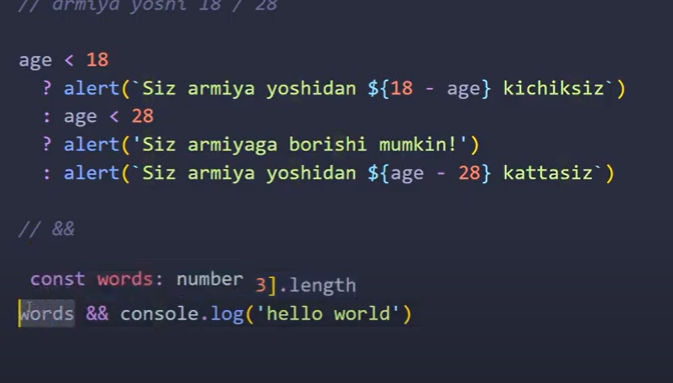 // armiya yoshi 18 / 28
age < 18
? alert(`Siz armiya yoshidan ${18 - age} kichiksiz`)
: age < 28
? alert('Siz armiyaga borishi mumkin!')
: alert(`Siz armiya yoshidan ${age - 28} kattasiz`)
// &&
const words: number 3].length
words && console.log('hello world')